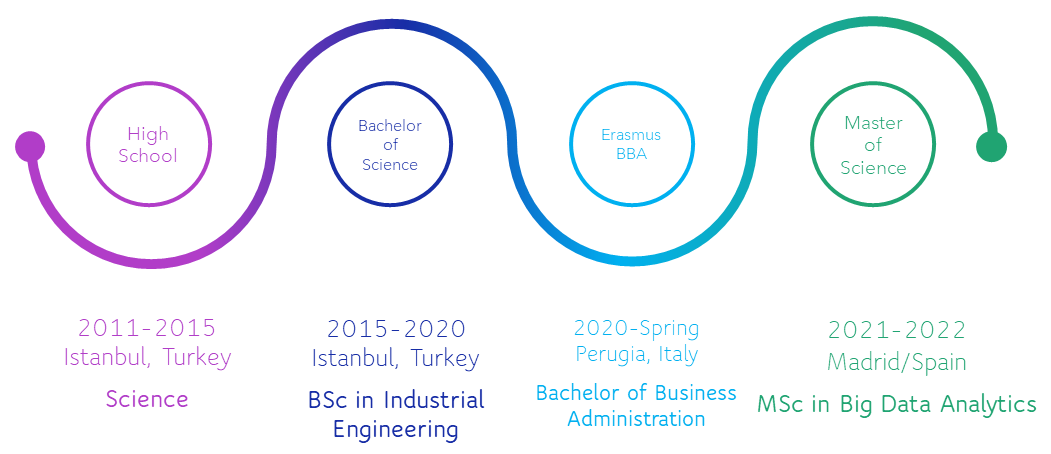 High
School
Bachelor
of
Science
Erasmus
BBA
Master
of
Science
2011-2015
Istanbul, Turkey
Science
2015-2020
Istanbul, Turkey
BSc in Industrial
Engineering
2020-Spring
Perugia, Italy
Bachelor of Business
Administration
2021-2022
Madrid/Spain
MSc in Big Data Analytics